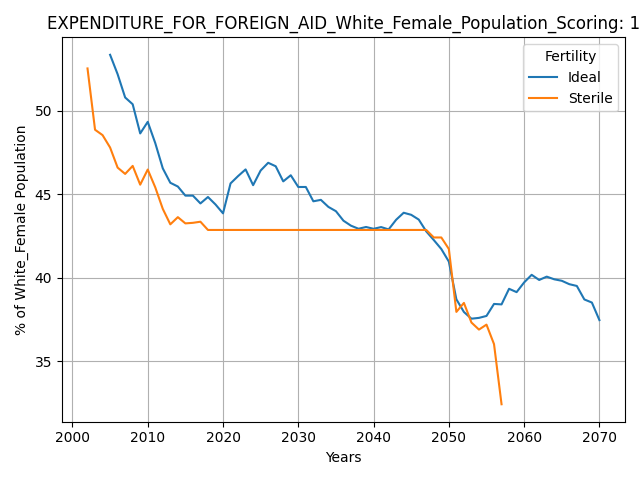 EXPENDITURE_FOR_FOREIGN_AID_White_Female_Population_Scoring: 1
Fertility
Ideal
Sterile
% of White_Female Population
50
45
40
35
2000 2010 2020 2030 2040 2050 2060 2070
Years